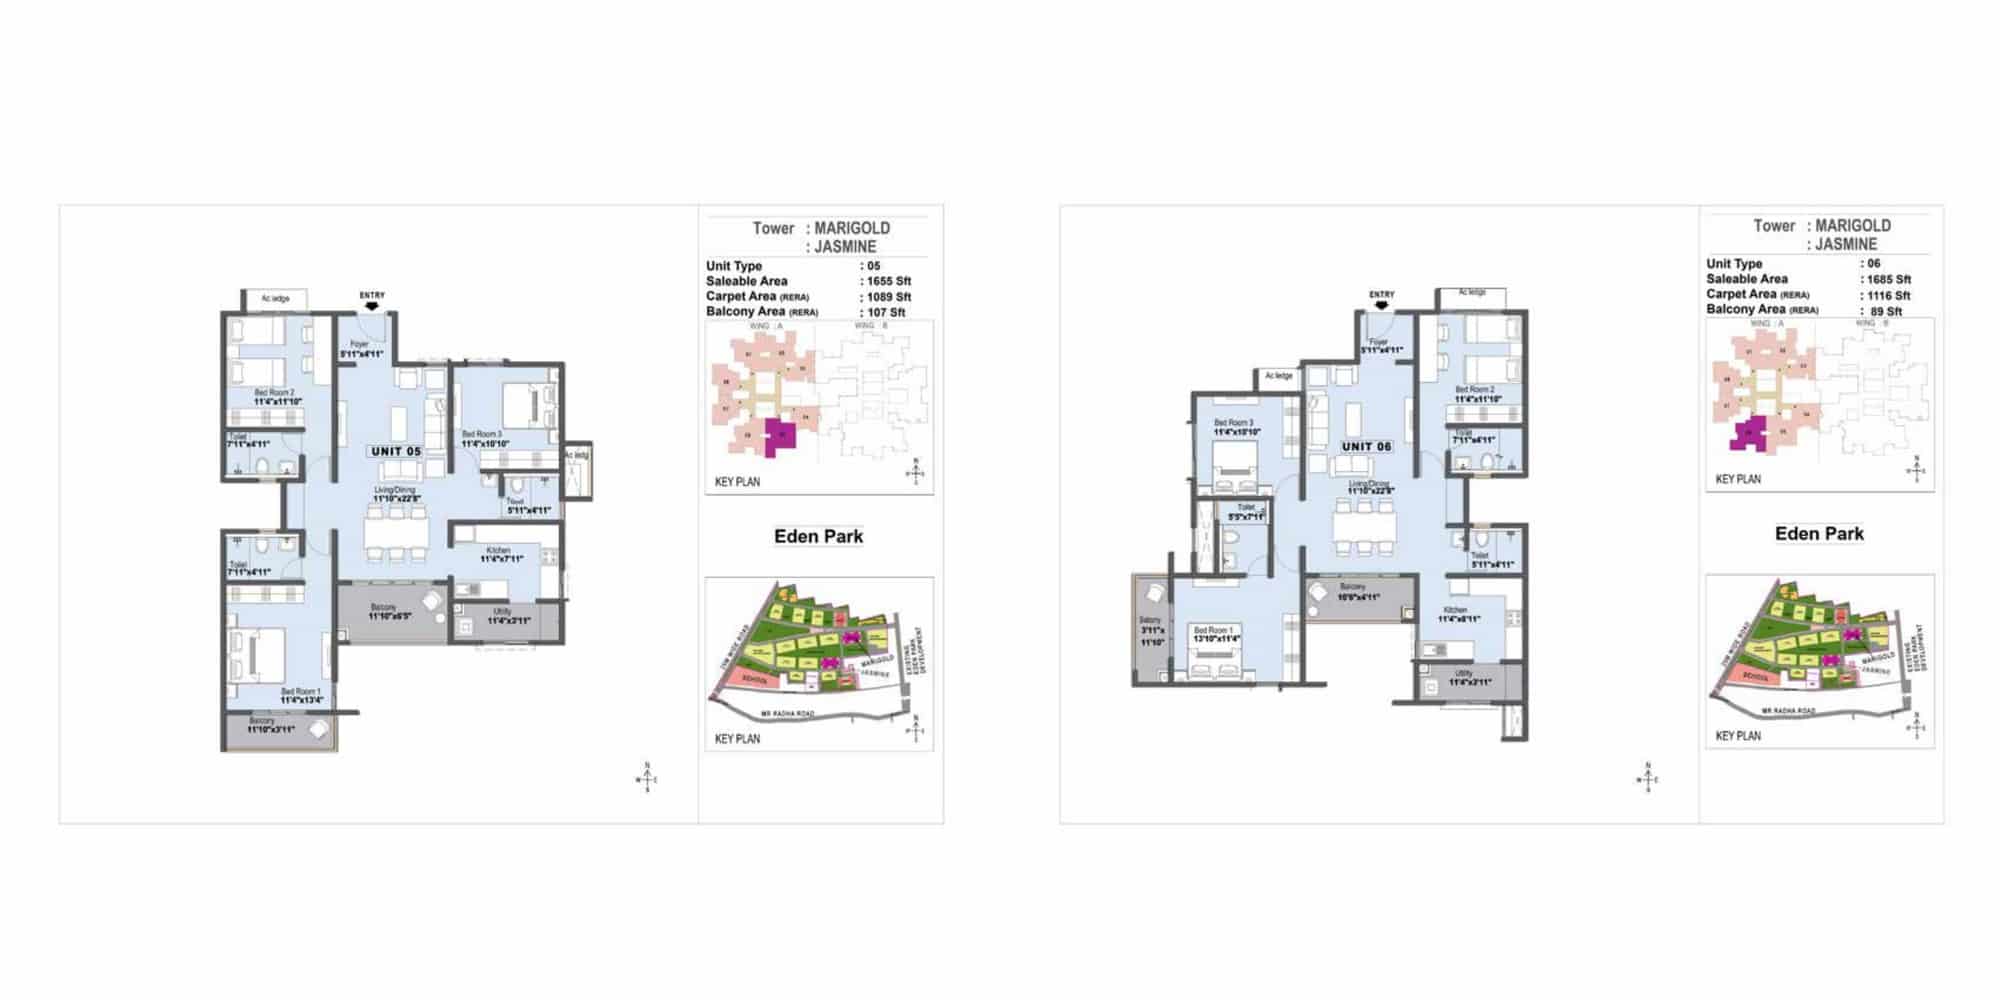 Tower : MARIGOLD
: JASMINE
Unit Type : 05
Saleable Area : 1655 Sft
Carpet Area (RERA) : 1089 Sft
Balcony Area (RERA) : 107 Sft
WING : A WING : B
KEY PLAN
Eden Park
25M WIDE ROAD
EXISTING
EDEN PARK
DEVELOPMENT
MARIGOLD
JASMINE
SCHOOL
MR RADHA ROAD
KEY PLAN
Ac ledge
ENTRY
Foyer
5'11"x4'11"
Bed Room 2
11'4"x11'10"
Toilet
7'11"x4'11"
Bed Room 3
11'4"x10'10"
UNIT 05
Ac ledg
Living/Dining
11'10"x22'8"
Toilet
5'11"x4'11"
Toilet
7'11"x4'11"
Kitchen
11'4"x7'11"
Balcony
11'10"x6'5"
Utility
11'4"x3'11"
Bed Room 1
11'4"x13'4"
Balcony
11'10"x3'11"
N
W E
S
Tower : MARIGOLD
: JASMINE
Unit Type : 06
Saleable Area : 1685 Sft
Carpet Area (RERA) : 1116 Sft
Balcony Area (RERA) : 89 Sft
WING : A WING : B
KEY PLAN
Eden Park
25M WIDE ROAD
EXISTING
EDEN PARK
DEVELOPMENT
MARIGOLD
JASMINE
SCHOOL
MR RADHA ROAD
KEY PLAN
ENTRY
Ac ledge
Foyer
5'11"x4'11"
Ac ledge
Bed Room 2
11'4"x11'10"
Bed Room 3
11'4"x10'10"
Toilet
7'11"x4'11"
UNIT 06
Living/Dining
11'10"x22'8"
Toilet
5'5"x7'11"
Toilet
5'11"x4'11"
Balcony
10'6"x4'11"
Kitchen
11'4"x8'11"
Balcony
3'11"x
11'10"
Bed Room 1
13'10"x11'4"
Utility
11'4"x3'11"
N
W E
S